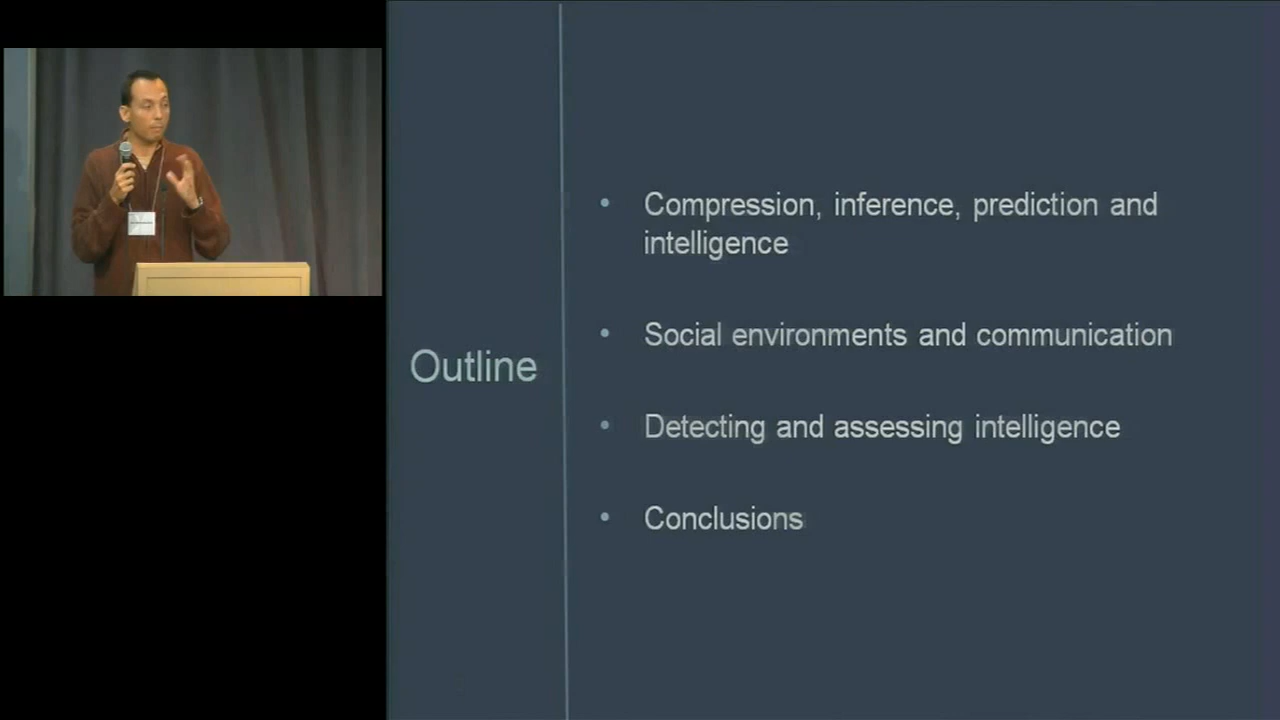 Outline
• Compression, inference, prediction and
intelligence
• Social environments and communication
• Detecting and assessing intelligence
• Conclusions